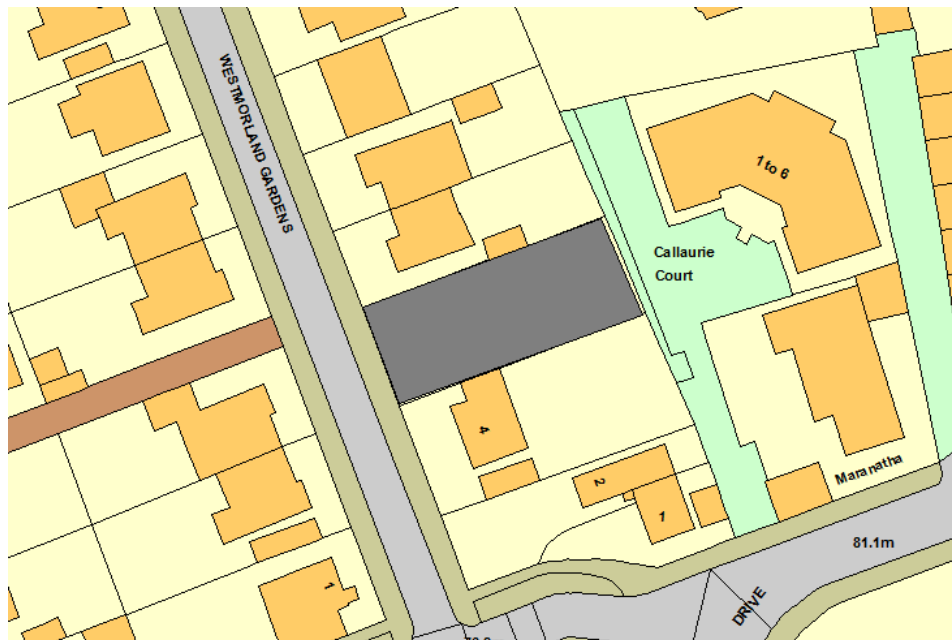 WESTMORLAND GARDENS
1 to 6
Callaurie
Court
4
2
1
Maranatha
81.1m
DRIVE
1